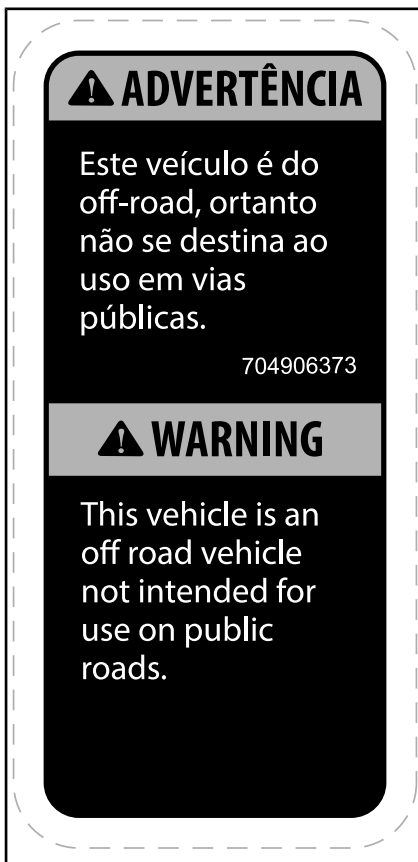 ADVERTÊNCIA
Este veículo é do
off-road, ortanto
não se destina ao
uso em vias
públicas.
704906373
WARNING
This vehicle is an
off road vehicle
not intended for
use on public
roads.